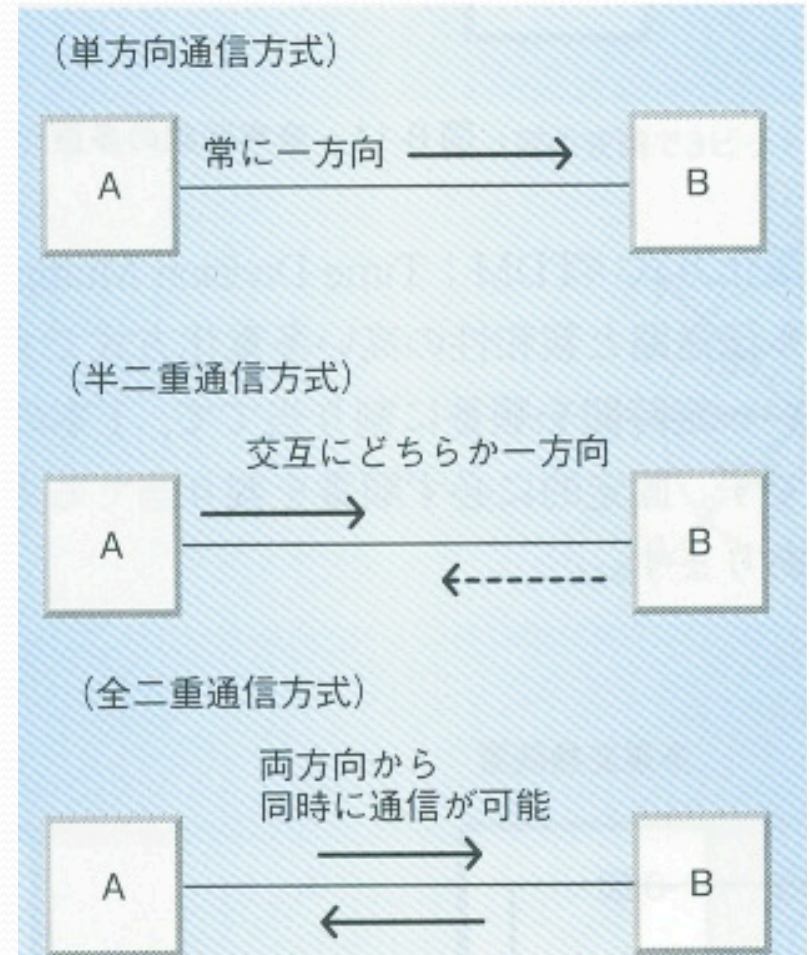 (単方向通信方式)
常に一方向
A
B
(半二重通信方式)
交互にどちらか一方向
A
B
(全二重通信方式)
両方向から
同時に通信が可能
A
B